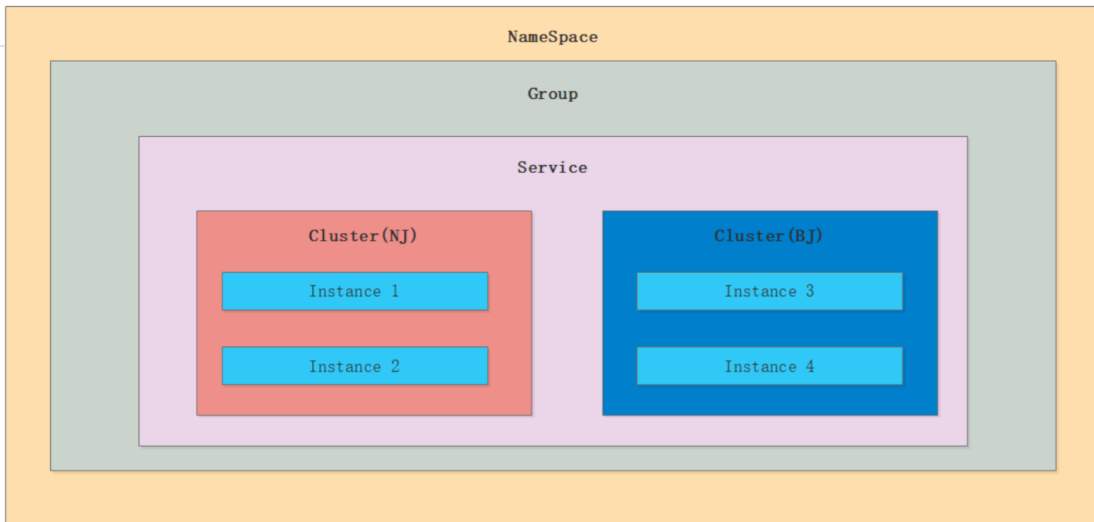 NameSpace
Group
Service
Cluster(NJ)
Instance 1
Instance 2
Cluster(BJ)
Instance 3
Instance 4